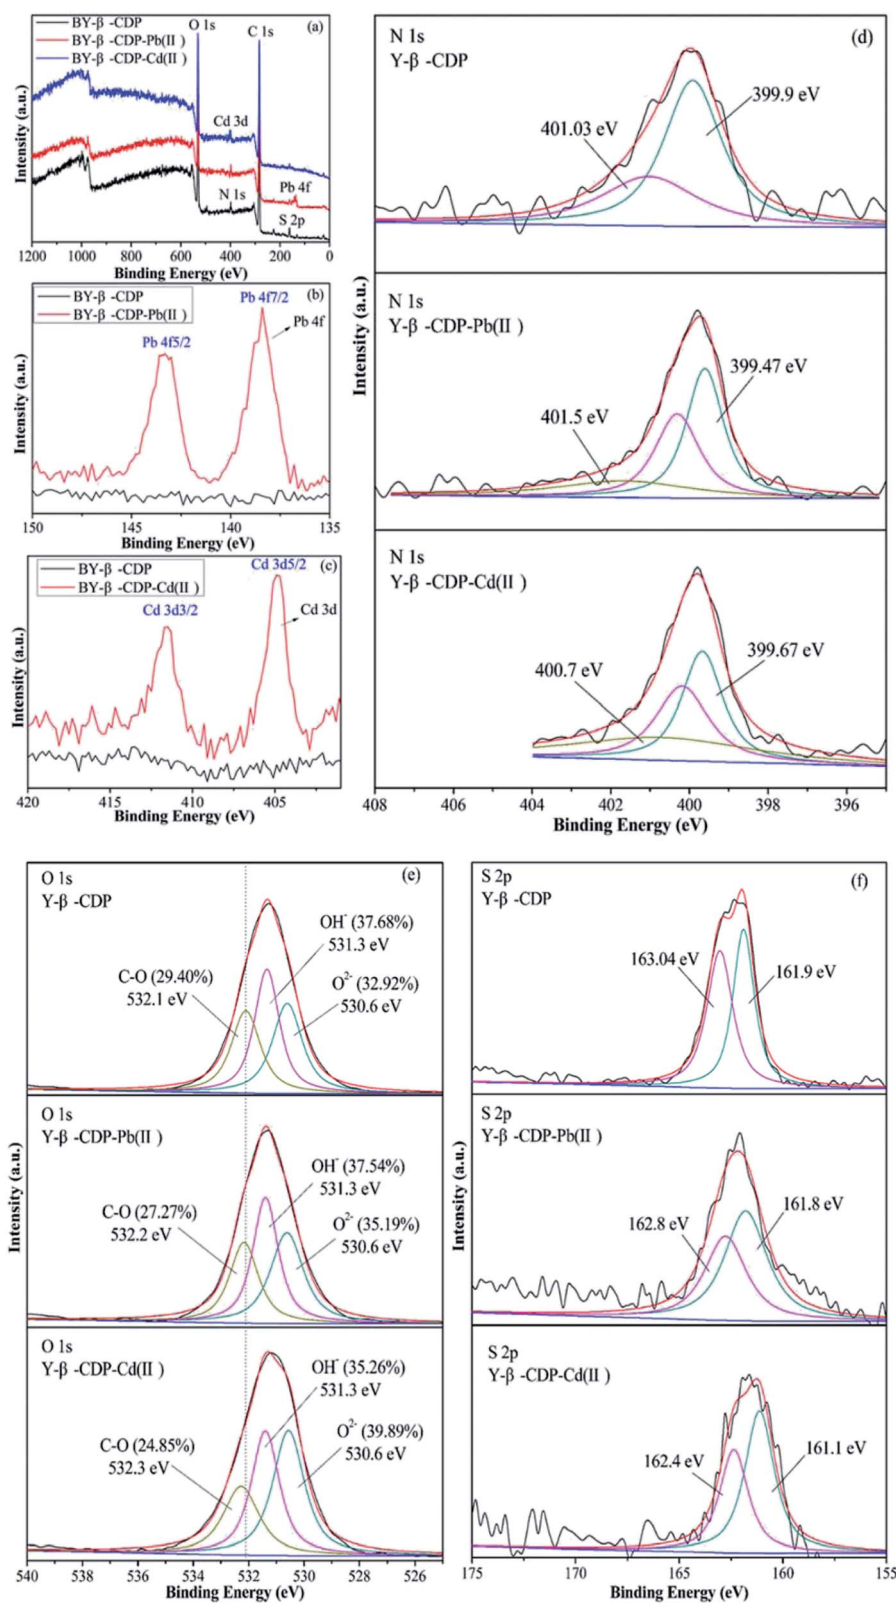 (a)
BY-β -CDP
BY-β -CDP-Pb(II )
BY-β -CDP-Cd(II )
O 1s
C 1s
Cd 3d
N 1s
Pb 4f
S 2p
Intensity (a.u.)
1200 1000 800 600 400 200 0
Binding Energy (eV)
(b)
BY-β -CDP
BY-β -CDP-Pb(II )
Pb 4f7/2
Pb 4f
Pb 4f5/2
Intensity (a.u.)
150 145 140 135
Binding Energy (eV)
(c)
BY-β -CDP
BY-β -CDP-Cd(II )
Cd 3d5/2
Cd 3d
Cd 3d3/2
Intensity (a.u.)
420 415 410 405
Binding Energy (eV)
(d)
N 1s
Y-β -CDP
401.03 eV
399.9 eV
N 1s
Y-β -CDP-Pb(II )
399.47 eV
401.5 eV
N 1s
Y-β -CDP-Cd(II )
400.7 eV
399.67 eV
Intensity (a.u.)
408 406 404 402 400 398 396
Binding Energy (eV)
(e)
O 1s
Y-β -CDP
OH⁻ (37.68%)
531.3 eV
C-O (29.40%)
532.1 eV
O²⁻ (32.92%)
530.6 eV
O 1s
Y-β -CDP-Pb(II )
OH⁻ (37.54%)
531.3 eV
C-O (27.27%)
532.2 eV
O²⁻ (35.19%)
530.6 eV
O 1s
Y-β -CDP-Cd(II )
OH⁻ (35.26%)
531.3 eV
C-O (24.85%)
532.3 eV
O²⁻ (39.89%)
530.6 eV
Intensity (a.u.)
540 538 536 534 532 530 528 526
Binding Energy (eV)
(f)
S 2p
Y-β -CDP
163.04 eV
161.9 eV
S 2p
Y-β -CDP-Pb(II )
162.8 eV
161.8 eV
S 2p
Y-β -CDP-Cd(II )
162.4 eV
161.1 eV
Intensity (a.u.)
175 170 165 160 155
Binding Energy (eV)